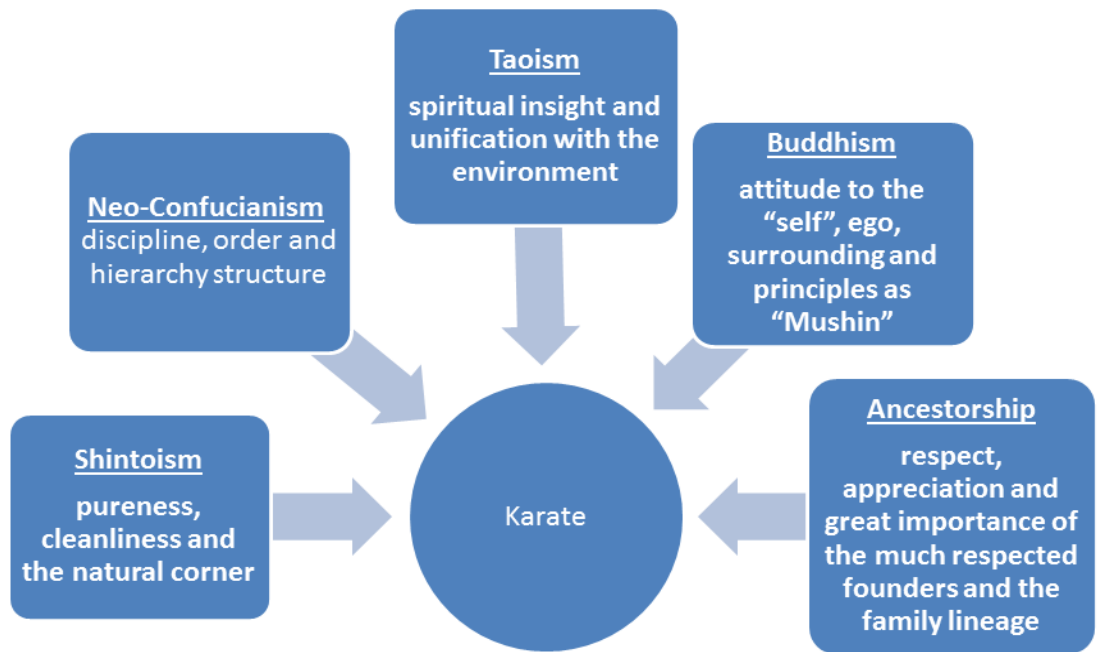 Taoism
spiritual insight and
unification with the
environment
Neo-Confucianism
discipline, order and
hierarchy structure
Buddhism
attitude to the
“self”, ego,
surrounding and
principles as
“Mushin”
Shintoism
pureness,
cleanliness and
the natural corner
Karate
Ancestorship
respect,
appreciation and
great importance of
the much respected
founders and the
family lineage